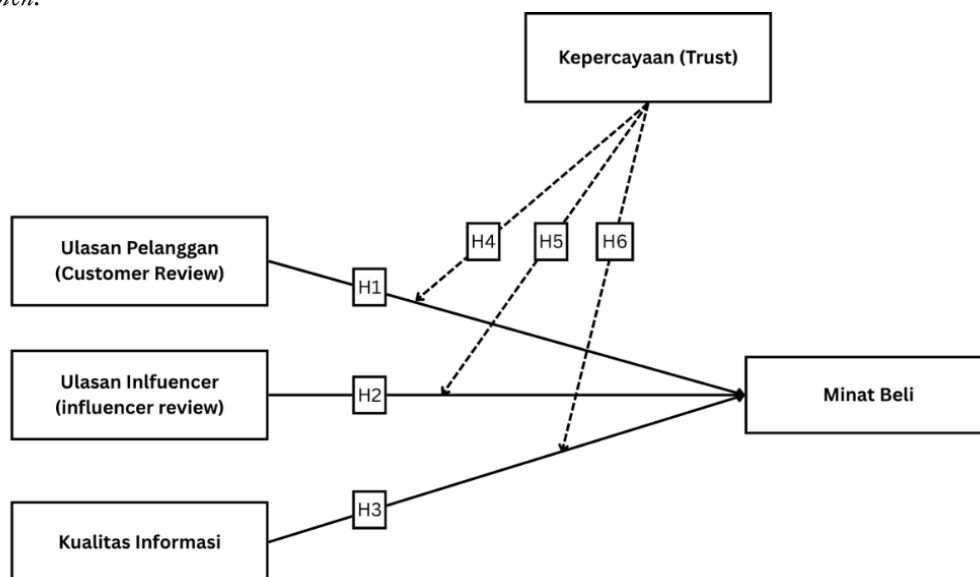 Kepercayaan (Trust)
H4
H5
H6
Ulasan Pelanggan
(Customer Review)
H1
Ulasan Inlfuencer
(influencer review)
H2
Minat Beli
H3
Kualitas Informasi